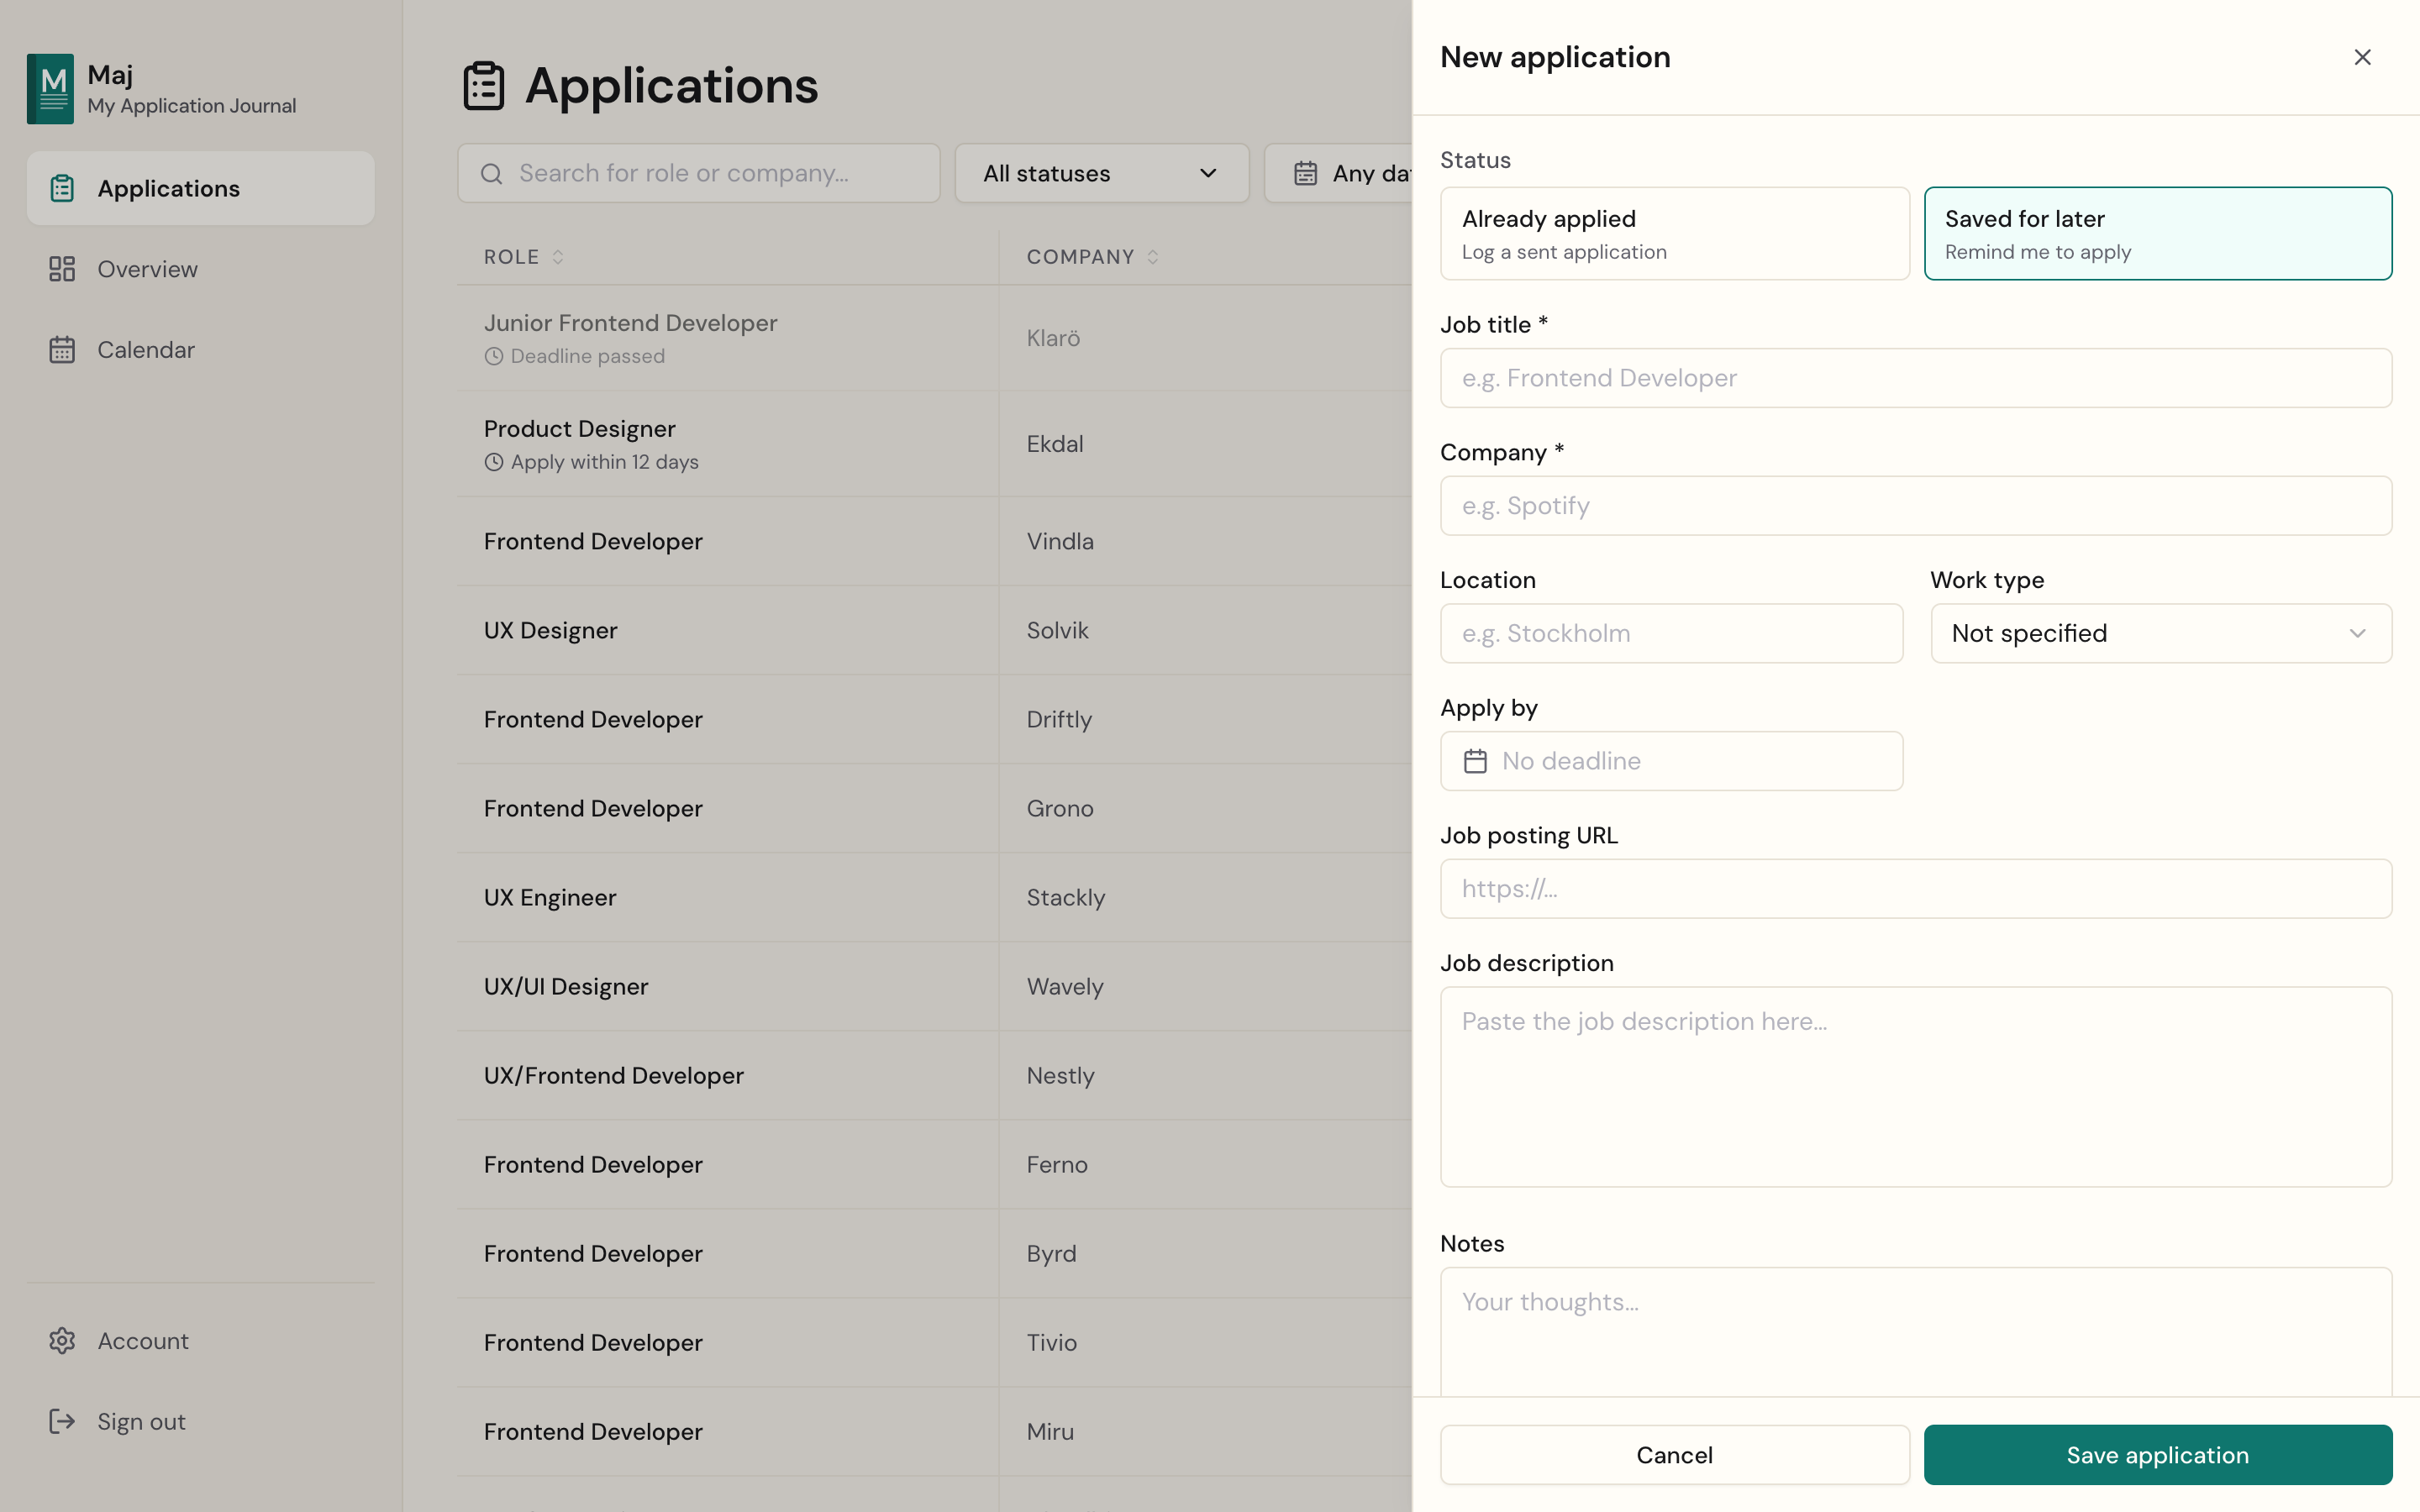 M
Maj
My Application Journal
Applications
Overview
Calendar
Account
Sign out
Applications
Search for role or company...
All statuses
Any dat
ROLE
COMPANY
Junior Frontend Developer
Deadline passed
Klarö
Product Designer
Apply within 12 days
Ekdal
Frontend Developer
Vindla
UX Designer
Solvik
Frontend Developer
Driftly
Frontend Developer
Grono
UX Engineer
Stackly
UX/UI Designer
Wavely
UX/Frontend Developer
Nestly
Frontend Developer
Ferno
Frontend Developer
Byrd
Frontend Developer
Tivio
Frontend Developer
Miru
New application
Status
Already applied
Log a sent application
Saved for later
Remind me to apply
Job title *
e.g. Frontend Developer
Company *
e.g. Spotify
Location
e.g. Stockholm
Work type
Not specified
Apply by
No deadline
Job posting URL
https://...
Job description
Paste the job description here...
Notes
Your thoughts...
Cancel
Save application